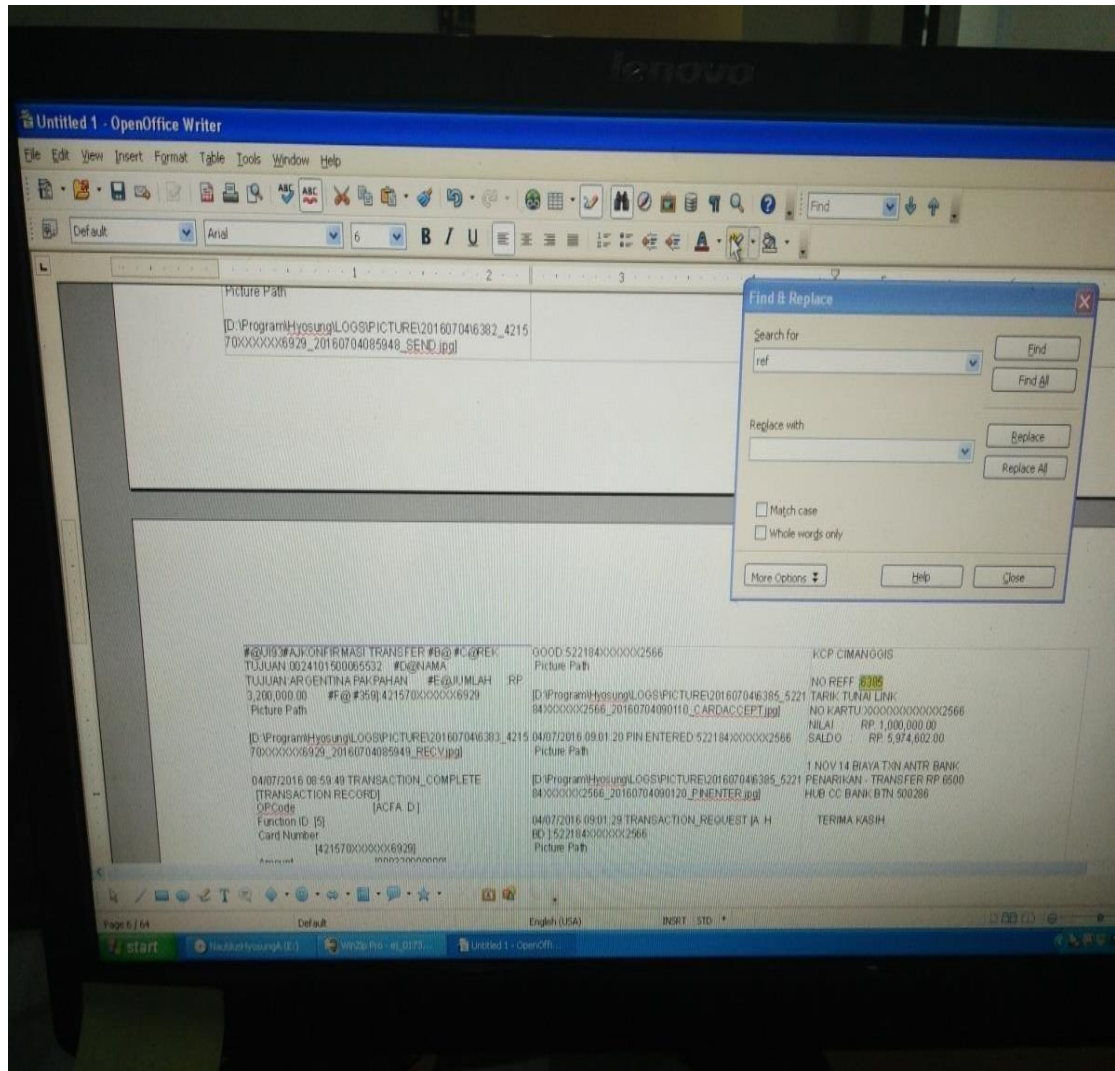 lenovo
Untitled 1 - OpenOffice Writer
File Edit View Insert Format Table Tools Window Help
Find
Default Arial 6 B I U
1 2 3
Picture Path
[D:\Program\Hyosung\LOGS\PICTURE\20160704\6382_4215
70XXXXXX6929_20160704085948_SEND.jpg]
Find & Replace
Search for
ref
Find
Find All
Replace with
Replace
Replace All
Match case
Whole words only
More Options
Help
Close
#@UI93#AJKONFIRMASI TRANSFER #B@ #C@REK
TUJUAN:0024101500065532 #D@NAMA
TUJUAN:ARGENTINA PAKPAHAN #E@JUMLAH :RP
3,200,000.00 #F@ #359] 421570XXXXXX6929
Picture Path
[D:\Program\Hyosung\LOGS\PICTURE\20160704\6383_4215
70XXXXXX6929_20160704085949_RECV.jpg]
04/07/2016 08:59:49 TRANSACTION_COMPLETE
[TRANSACTION RECORD]
OPCode [ACFA D]
Function ID [5]
Card Number
[421570XXXXXX6929]
GOOD:522184XXXXXX2566
Picture Path
[D:\Program\Hyosung\LOGS\PICTURE\20160704\6385_5221
84XXXXXX2566_20160704090110_CARDACCEPT.jpg]
04/07/2016 09:01:20 PIN ENTERED:522184XXXXXX2566
Picture Path
[D:\Program\Hyosung\LOGS\PICTURE\20160704\6385_5221
84XXXXXX2566_20160704090120_PINENTER.jpg]
04/07/2016 09:01:29 TRANSACTION_REQUEST [A H
BD ]:522184XXXXXX2566
Picture Path
KCP CIMANGGIS
NO REFF :6385
TARIK TUNAI LINK
NO KARTU:XXXXXXXXXXXX2566
NILAI : RP. 1,000,000.00
SALDO : RP 5,974,602.00
1 NOV 14 BIAYA TXN ANTR BANK
PENARIKAN - TRANSFER RP 6500
HUB CC BANK BTN 500286
TERIMA KASIH
Page 6 / 64 Default English (USA) INSRT STD *
start NautilusHyosungA (E:) WinZip Pro - ej_0173... Untitled 1 - OpenOffi...